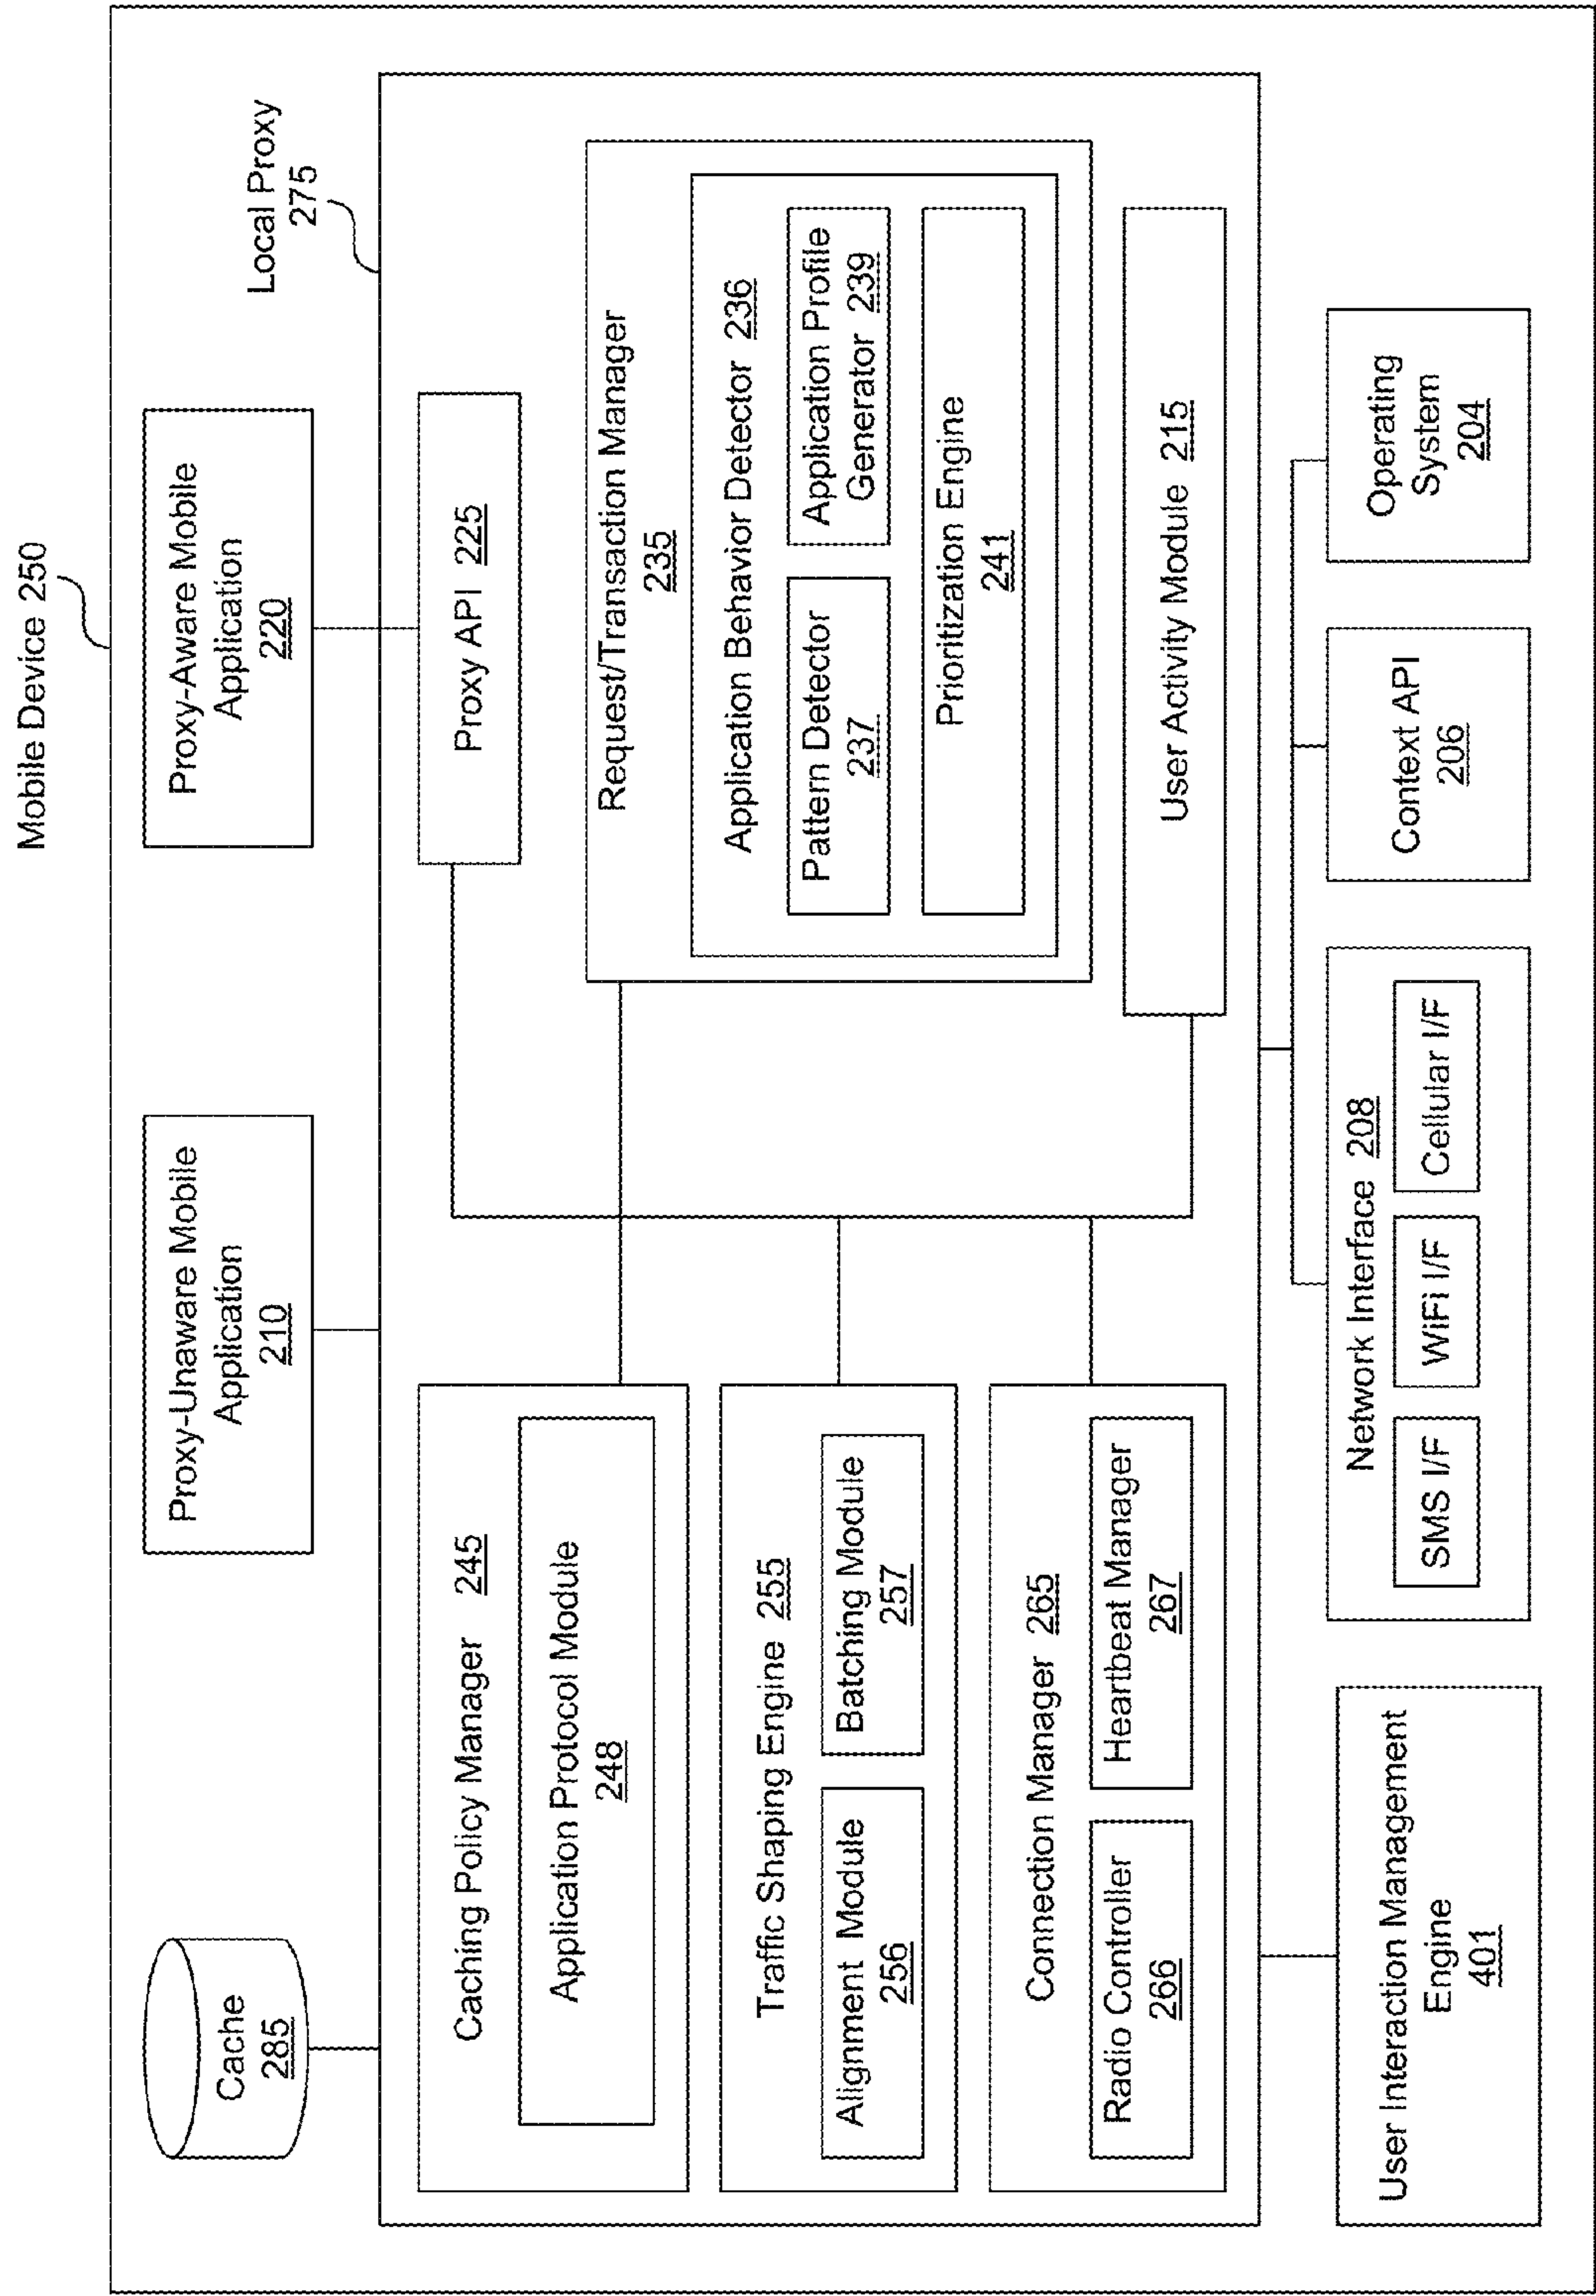 Mobile Device 250
Cache
285
Proxy-Unaware Mobile
Application
210
Proxy-Aware Mobile
Application
220
Local Proxy
275
Caching Policy Manager 245
Application Protocol Module
248
Traffic Shaping Engine 255
Alignment Module
256
Batching Module
257
Connection Manager 265
Radio Controller
266
Heartbeat Manager
267
Proxy API 225
Request/Transaction Manager
235
Application Behavior Detector 236
Pattern Detector
237
Application Profile
Generator 239
Prioritization Engine
241
User Activity Module 215
User Interaction Management
Engine
401
Network Interface 208
SMS I/F
WiFi I/F
Cellular I/F
Context API
206
Operating
System
204